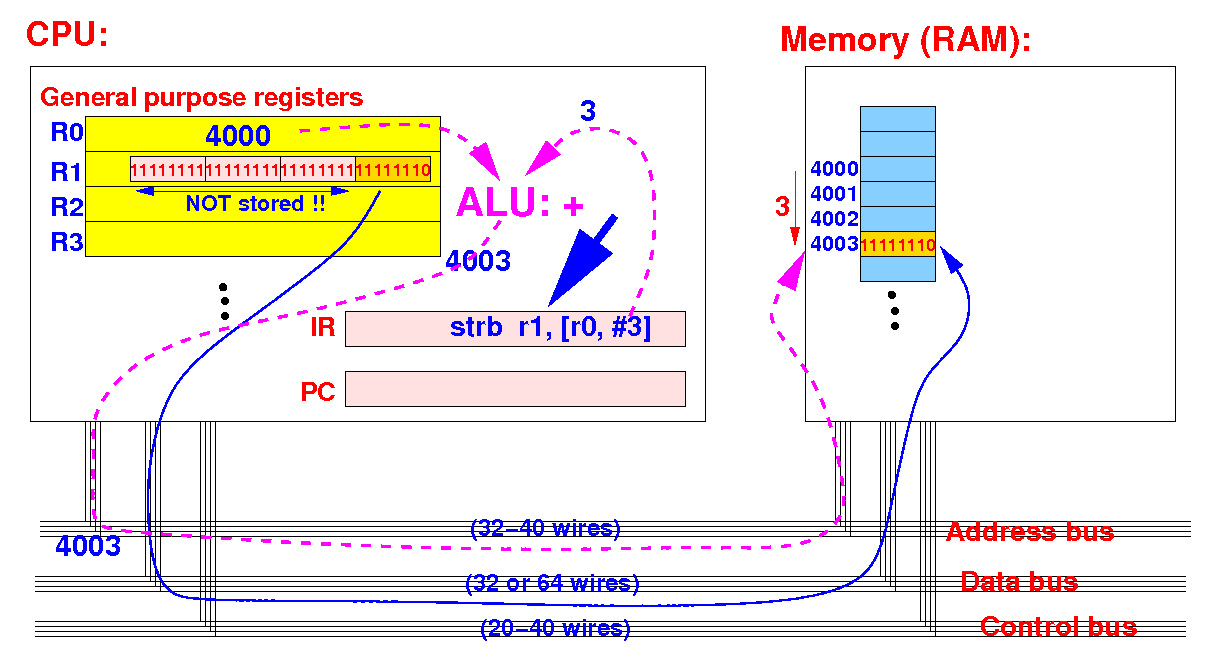 CPU:
Memory (RAM):
General purpose registers
3
R0 4000
R1 11111111 11111111 11111111 11111110
NOT stored !!
R2
R3
ALU: +
4003
IR strb r1, [r0, #3]
PC
4000
4001
3
4002
4003 11111110
(32−40 wires)
Address bus
4003
(32 or 64 wires)
Data bus
(20−40 wires)
Control bus